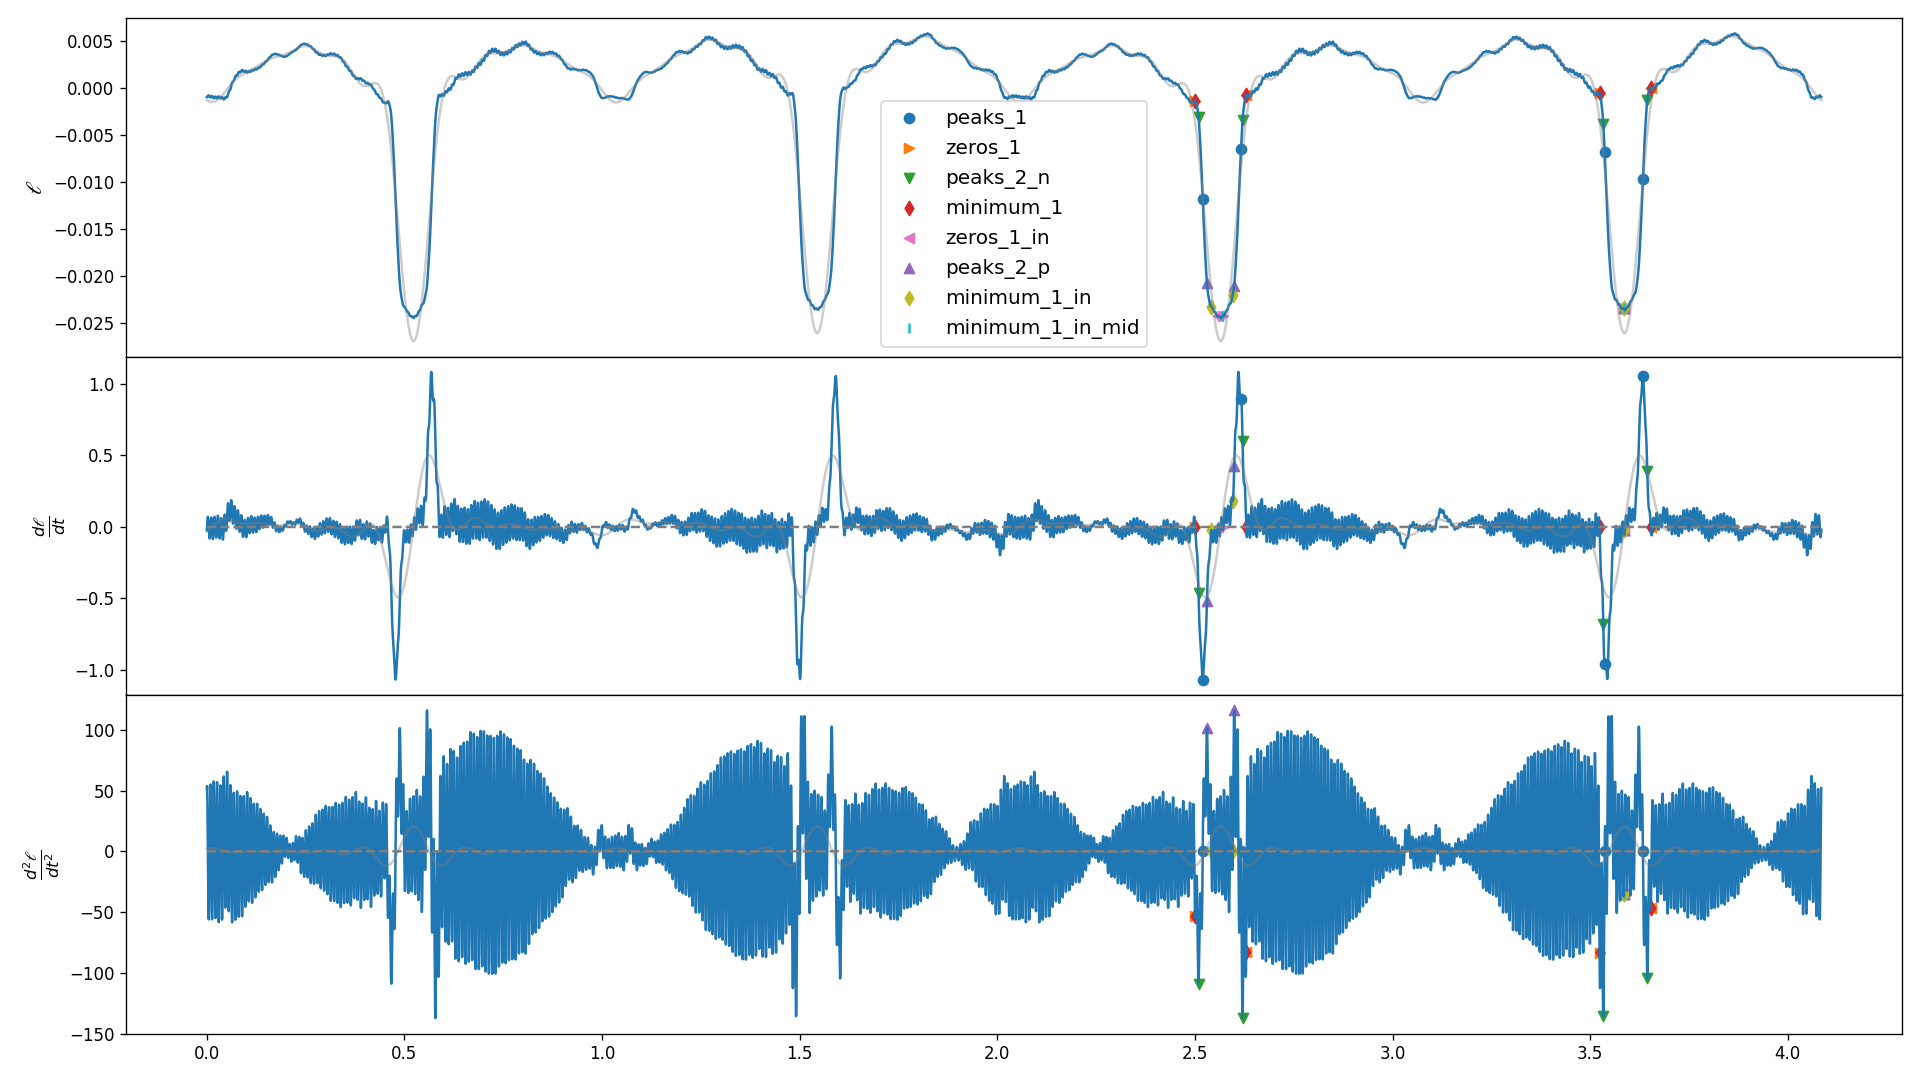 0.005
0.000
−0.005
−0.010
−0.015
−0.020
−0.025
ℓ
peaks_1
zeros_1
peaks_2_n
minimum_1
zeros_1_in
peaks_2_p
minimum_1_in
minimum_1_in_mid
1.0
0.5
0.0
−0.5
−1.0
dℓ/dt
100
50
0
−50
−100
−150
d²ℓ/dt²
0.0 0.5 1.0 1.5 2.0 2.5 3.0 3.5 4.0